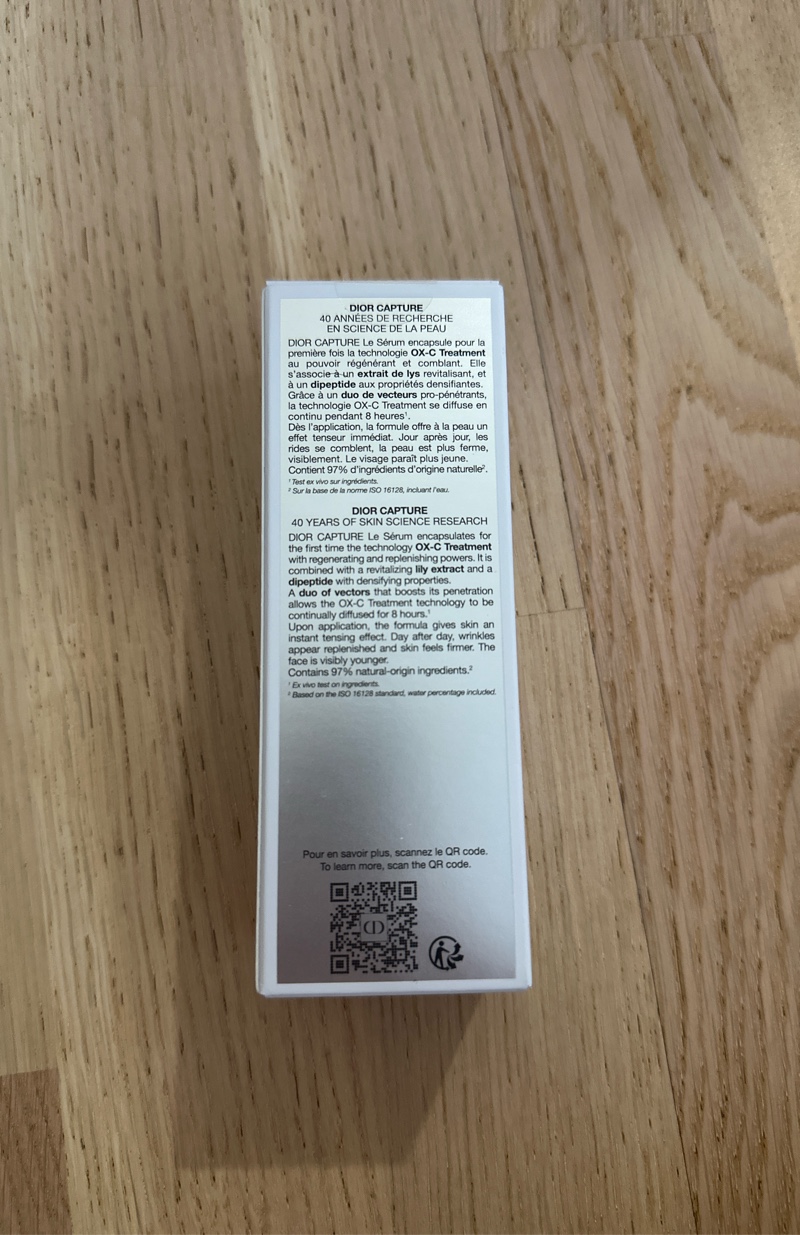 DIOR CAPTURE
40 ANNÉES DE RECHERCHE
EN SCIENCE DE LA PEAU
DIOR CAPTURE Le Sérum encapsule pour la
première fois la technologie OX-C Treatment
au pouvoir régénérant et comblant. Elle
s'associe à un extrait de lys revitalisant, et
à un dipeptide aux propriétés densifiantes.
Grâce à un duo de vecteurs pro-pénétrants,
la technologie OX-C Treatment se diffuse en
continu pendant 8 heures¹.
Dès l'application, la formule offre à la peau un
effet tenseur immédiat. Jour après jour, les
rides se comblent, la peau est plus ferme,
visiblement. Le visage paraît plus jeune.
Contient 97% d'ingrédients d'origine naturelle².
¹ Test ex vivo sur ingrédients.
² Sur la base de la norme ISO 16128, incluant l'eau.
DIOR CAPTURE
40 YEARS OF SKIN SCIENCE RESEARCH
DIOR CAPTURE Le Sérum encapsulates for
the first time the technology OX-C Treatment
with regenerating and replenishing powers. It is
combined with a revitalizing lily extract and a
dipeptide with densifying properties.
A duo of vectors that boosts its penetration
allows the OX-C Treatment technology to be
continually diffused for 8 hours.¹
Upon application, the formula gives skin an
instant tensing effect. Day after day, wrinkles
appear replenished and skin feels firmer. The
face is visibly younger.
Contains 97% natural-origin ingredients.²
¹ Ex vivo test on ingredients.
² Based on the ISO 16128 standard, water percentage included.
Pour en savoir plus, scannez le QR code.
To learn more, scan the QR code.
CD